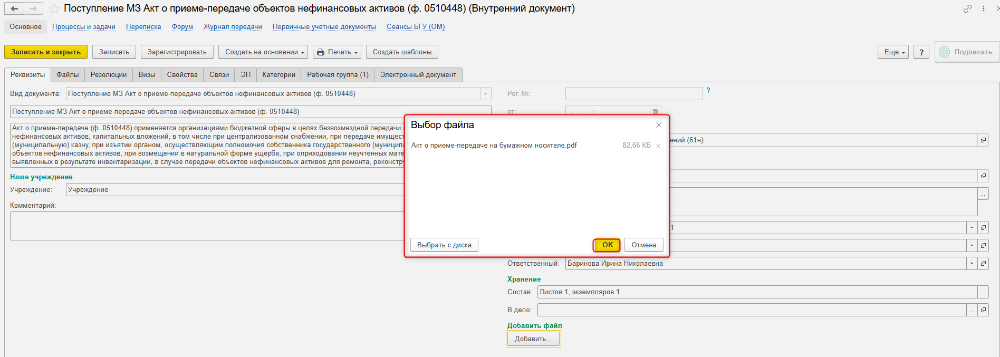 Поступление МЗ Акт о приеме-передаче объектов нефинансовых активов (ф. 0510448) (Внутренний документ)
Основное Процессы и задачи Переписка Форум Журнал передачи Первичные учетные документы Сеансы БГУ (ОМ)
Записать и закрыть Записать Зарегистрировать Создать на основании Печать Создать шаблоны Еще ? Подписать
Реквизиты Файлы Резолюции Визы Свойства Связи ЭП Категории Рабочая группа (1) Электронный документ
Вид документа: Поступление МЗ Акт о приеме-передаче объектов нефинансовых активов (ф. 0510448)
Рег. №: ?
Поступление МЗ Акт о приеме-передаче объектов нефинансовых активов (ф. 0510448)
от: . . :
Акт о приеме-передаче (ф. 0510448) применяется организациями бюджетной сферы в целях безвозмездной передачи
нефинансовых активов, капитальных вложений, в том числе при централизованном снабжении, при передаче имущест
(муниципальную) казну, при изъятии органом, осуществляющим полномочия собственника государственного (муниципа
объектов нефинансовых активов, при возмещении в натуральной форме ущерба, при оприходовании неучтенных мате
выявленных в результате инвентаризации, в случае передачи объектов нефинансовых активов для ремонта, реконстру
Наше учреждение
Учреждение: Учреждение
Комментарий:
Выбор файла
Акт о приеме-передаче на бумажном носителе.pdf 82,66 КБ
Выбрать с диска OK Отмена
ений (61н)
...
1
Ответственный: Баринова Ирина Николаевна
Хранение
Состав: Листов 1, экземпляров 1 ...
В дело: ...
Добавить файл
Добавить...